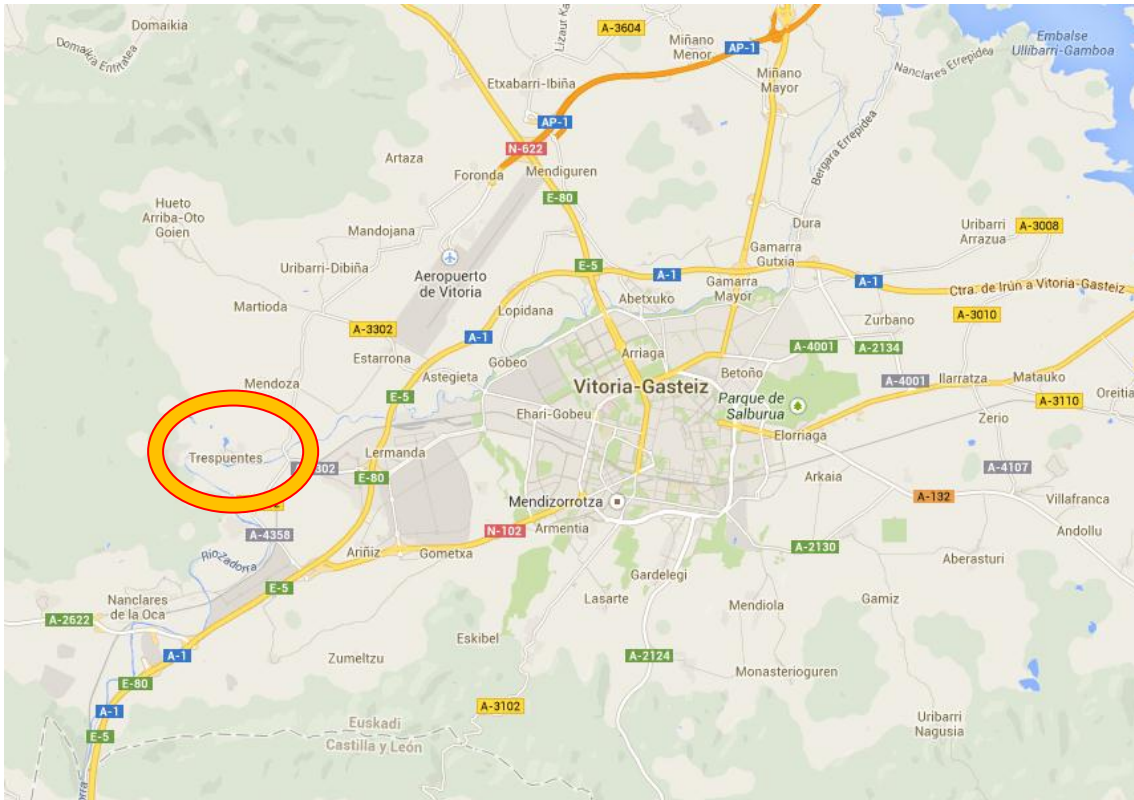 Domaikia
Domaikia Entitatea
A-3604
Miñano
Menor
AP-1
Embalse
Ullibarri-Gamboa
Nanclares Errepidea
Miñano
Mayor
Etxabarri-Ibiña
AP-1
Bergara Errepidea
N-622
Artaza
Foronda
Mendiguren
E-80
Hueto
Arriba-Oto
Goien
Mandojana
Dura
Uribarri
Arrazua
A-3008
Gamarra
Gutxia
Aeropuerto
de Vitoria
Uribarri-Dibiña
E-5
A-1
Gamarra
Mayor
A-1
Ctra. de Irún a Vitoria-Gasteiz
Abetxuko
Martioda
Lopidana
Zurbano
A-3010
A-3302
A-1
Arriaga
A-4001
A-2134
Estarrona
Gobeo
Astegieta
Betoño
A-4001
Ilarratza
Matauko
Mendoza
Vitoria-Gasteiz
E-5
Parque de
Salburua
A-3110
Oreitia
Ehari-Gobeu
Zerio
Elorriaga
Trespuentes
Lermanda
302
E-80
Arkaia
A-4107
A-132
Villafranca
Mendizorrotza
2
A-4358
N-102
Armentia
Andollu
Rio Zadorra
Ariñiz
Gometxa
A-2130
Aberasturi
Gardelegi
E-5
Nanclares
de la Oca
Lasarte
Mendiola
Gamiz
A-2622
Eskibel
A-1
Zumeltzu
A-2124
Monasterioguren
E-80
A-3102
A-1
Euskadi
Castilla y León
Uribarri
Nagusia
E-5